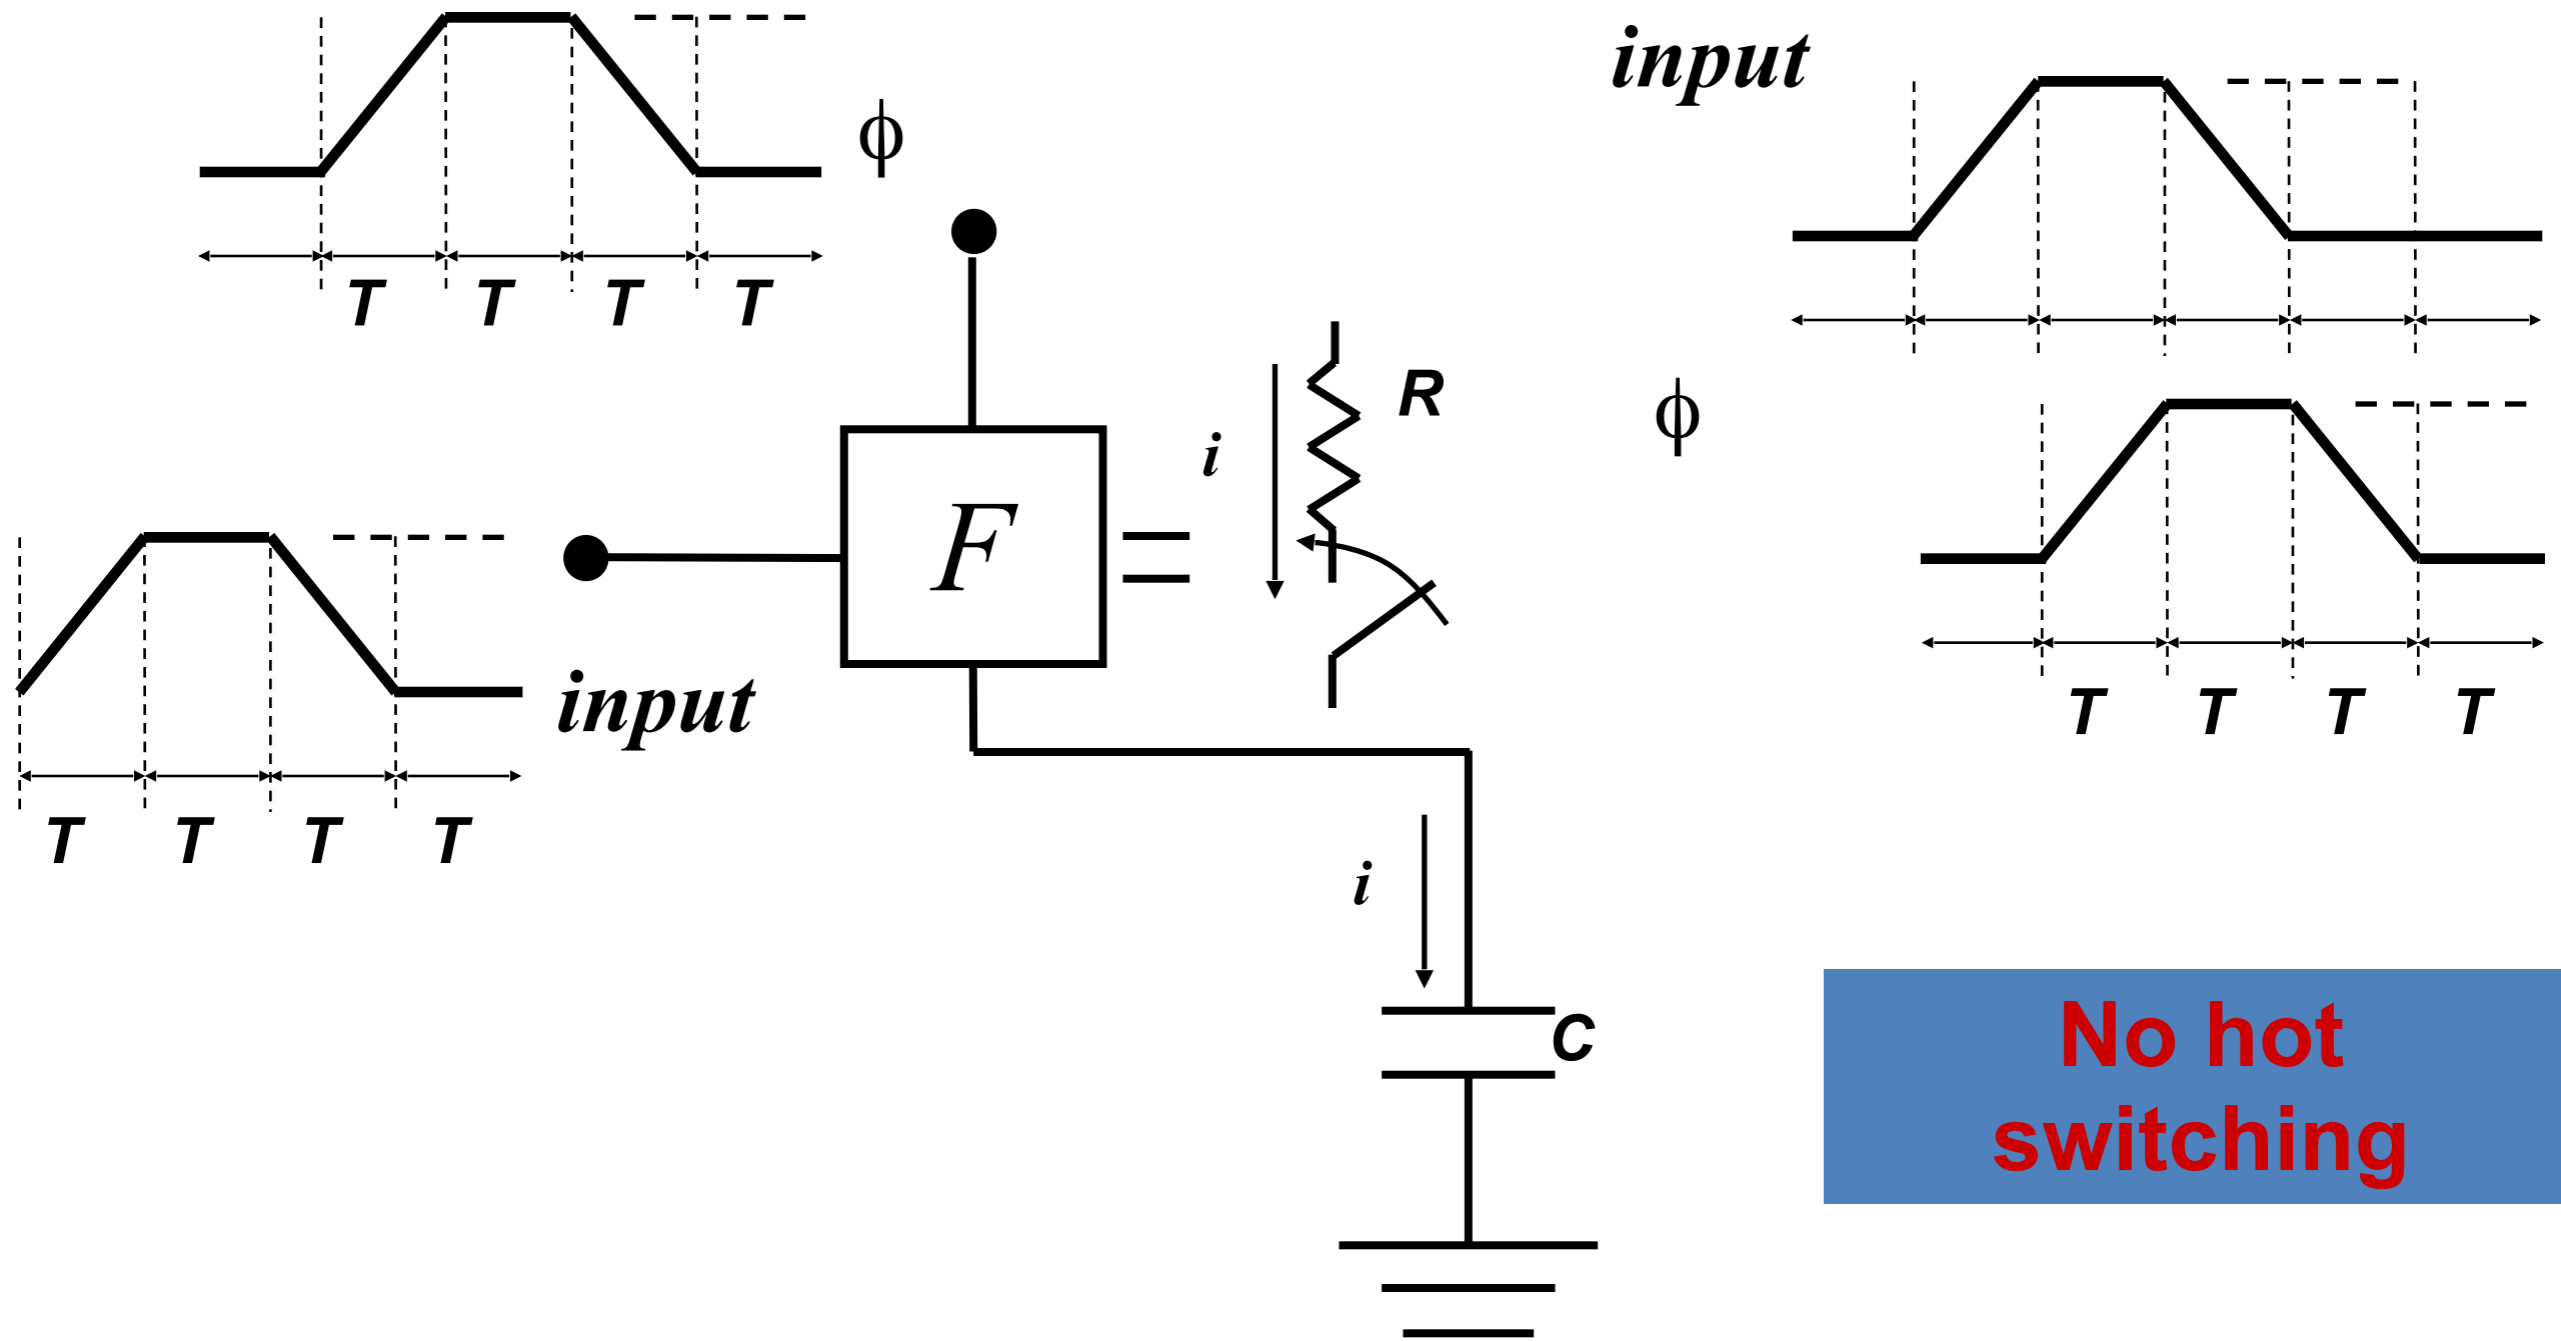 input
ϕ
T T T T
R
i
ϕ
F
=
input
T T T T
T T T T
i
C
No hot
switching